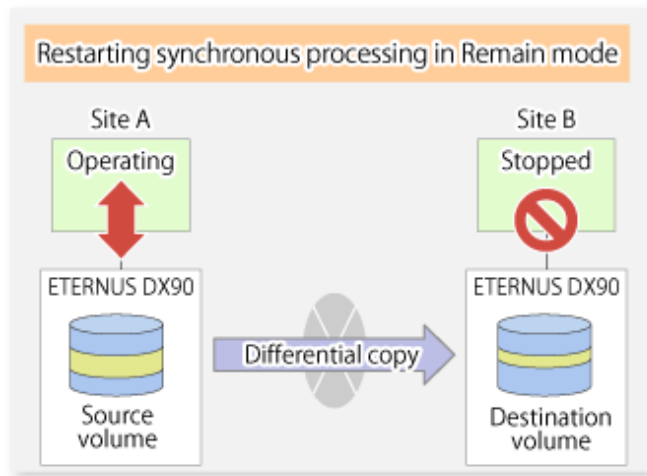 Restarting synchronous processing in Remain mode
Site A
Site B
Operating
Stopped
ETERNUS DX90
ETERNUS DX90
Differential copy
Source
volume
Destination
volume